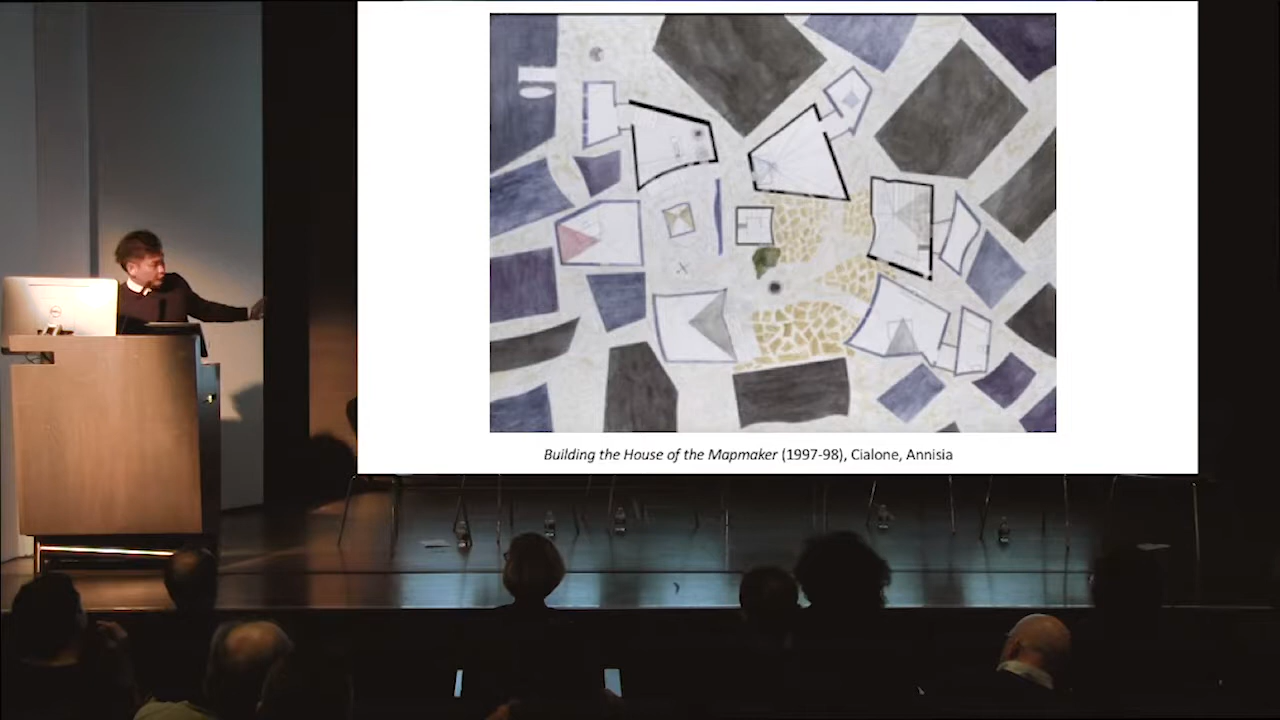 Building the House of the Mapmaker (1997-98), Cialone, Annisia